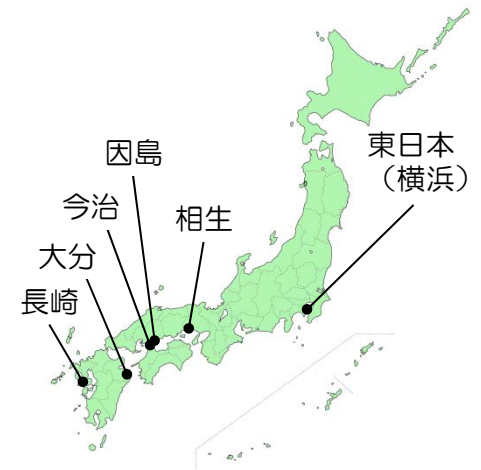 東日本
（横浜）
因島
今治
相生
大分
長崎